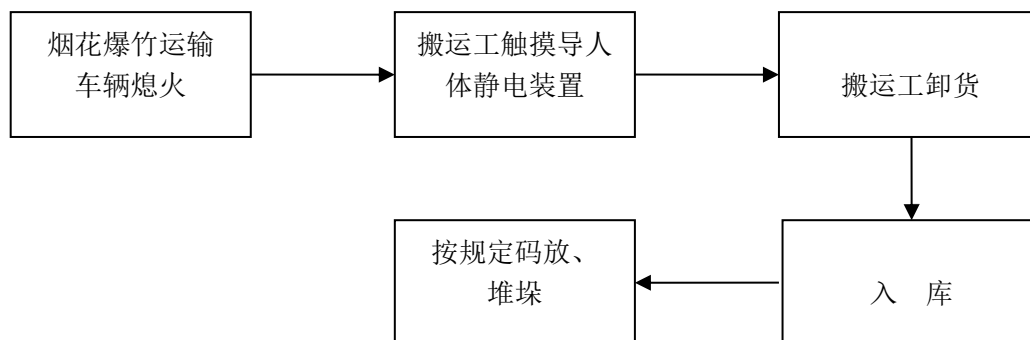 烟花爆竹运输
车辆熄火
搬运工触摸导人
体静电装置
搬运工卸货
入 库
按规定码放、
堆垛